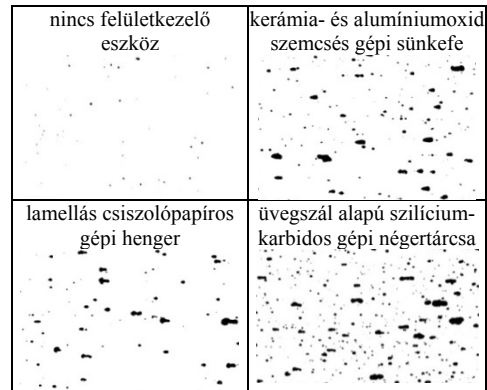 nincs felületkezelő
eszköz
kerámia- és alumíniumoxid
szemcsés gépi sünkefe
lamellás csiszolópapíros
gépi henger
üvegszál alapú szilícium-
karbidos gépi négertárcsa